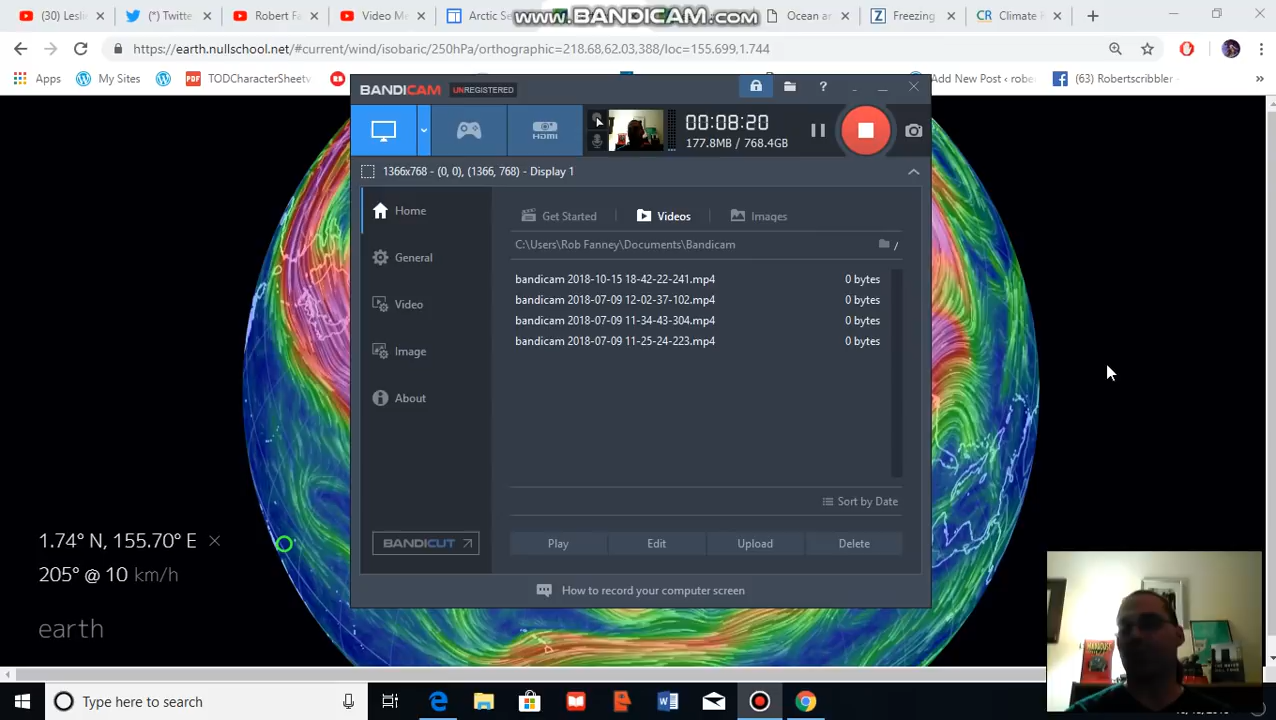 (30) Lesli
(*) Twitte
Robert Fa
Video Me
Arctic Se
www.BANDICAM.com
Ocean ar
Freezing
Climate F
https://earth.nullschool.net/#current/wind/isobaric/250hPa/orthographic=218.68,62.03,388/loc=155.699,1.744
Apps
My Sites
TODCharacterSheetv
Add New Post ‹ robe
(63) Robertscribbler -
BANDICAM
UNREGISTERED
HDMI
00:08:20
177.8MB / 768.4GB
1366x768 - (0, 0), (1366, 768) - Display 1
Home
General
Video
Image
About
Get Started
Videos
Images
C:\Users\Rob Fanney\Documents\Bandicam
/
bandicam 2018-10-15 18-42-22-241.mp4 0 bytes
bandicam 2018-07-09 12-02-37-102.mp4 0 bytes
bandicam 2018-07-09 11-34-43-304.mp4 0 bytes
bandicam 2018-07-09 11-25-24-223.mp4 0 bytes
Sort by Date
BANDICUT
Play
Edit
Upload
Delete
How to record your computer screen
1.74° N, 155.70° E
205° @ 10 km/h
earth
Type here to search